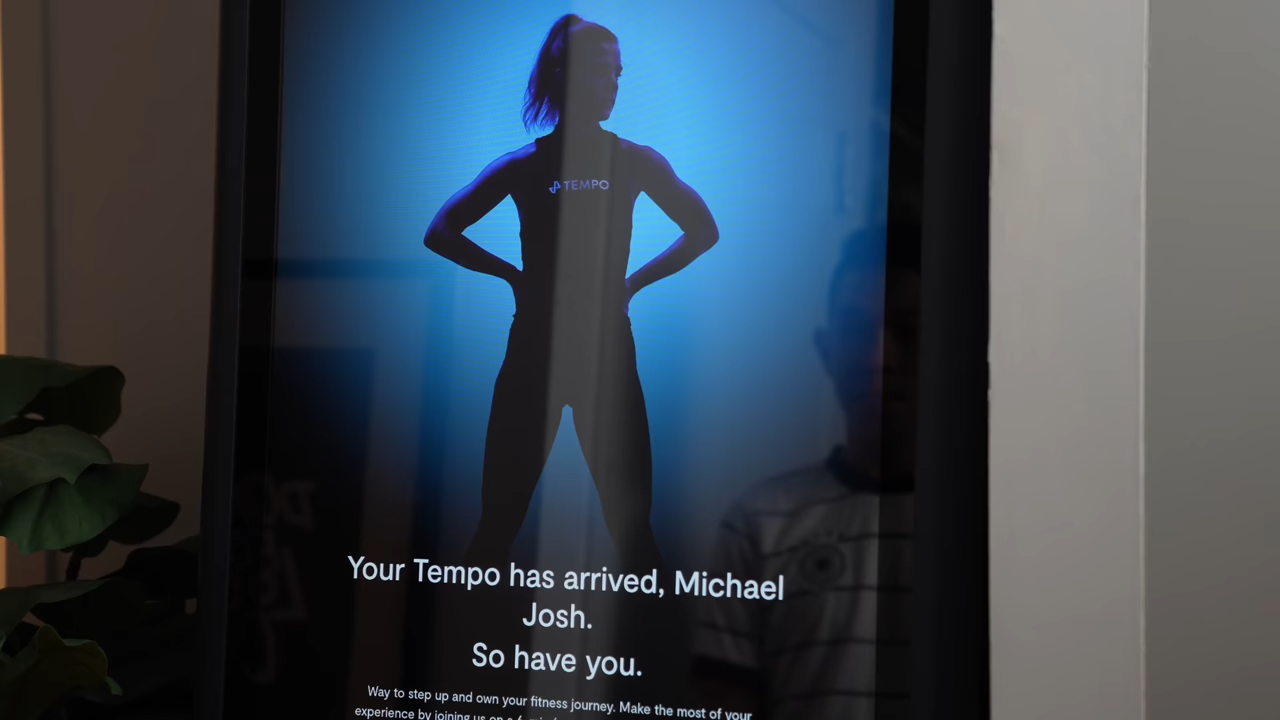 TEMPO
Your Tempo has arrived, Michael
Josh.
So have you.
Way to step up and own your fitness journey. Make the most of your
experience by joining us on a